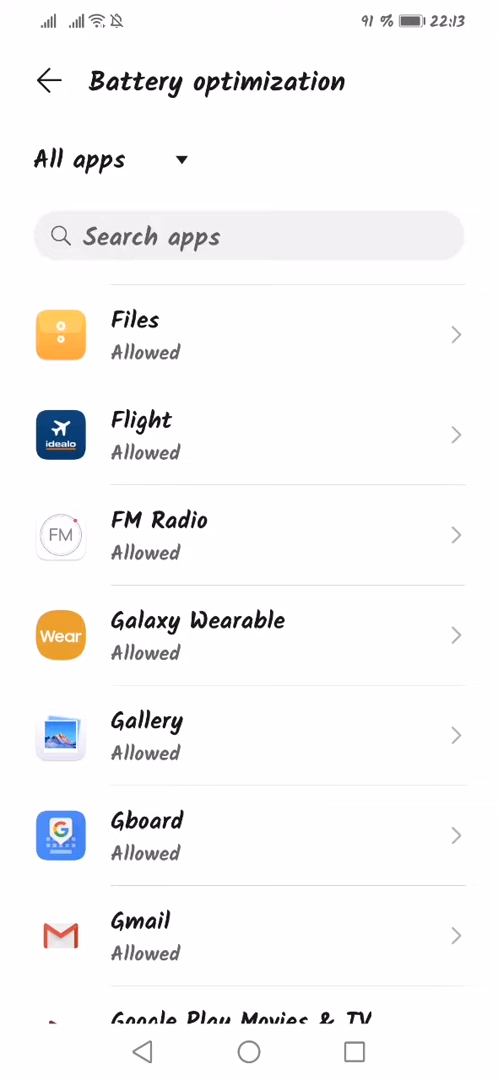 91 % 22:13
Battery optimization
All apps
Search apps
Files
Allowed
idealo
Flight
Allowed
FM
FM Radio
Allowed
Wear
Galaxy Wearable
Allowed
Gallery
Allowed
G
Gboard
Allowed
Gmail
Allowed
Google Play Movies & TV